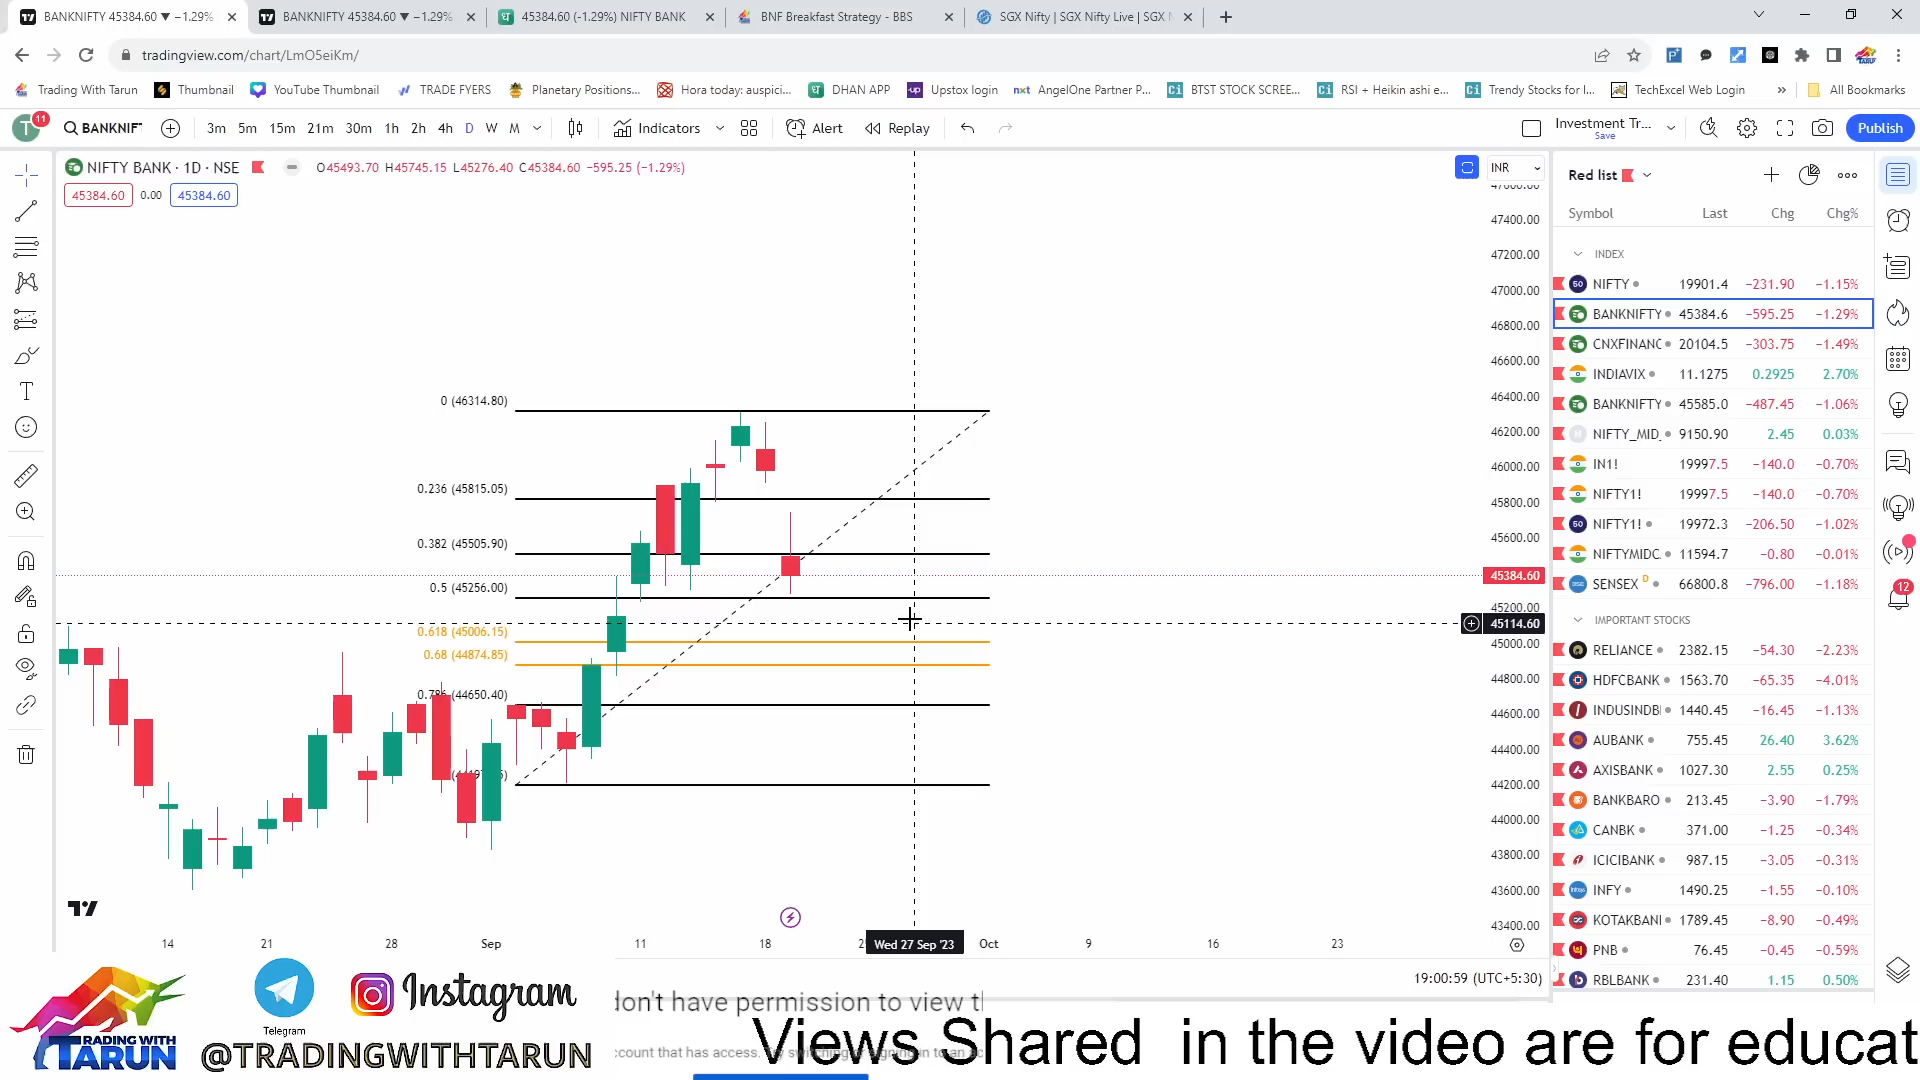 BANKNIFTY 45384.60 ▼ −1.29%
BANKNIFTY 45384.60 ▼ −1.29%
45384.60 (-1.29%) NIFTY BANK
BNF Breakfast Strategy - BBS
SGX Nifty | SGX Nifty Live | SGX N
tradingview.com/chart/LmO5eiKm/
Trading With Tarun
Thumbnail
YouTube Thumbnail
TRADE FYERS
Planetary Positions...
Hora today: auspici...
DHAN APP
Upstox login
AngelOne Partner P...
BTST STOCK SCREE...
RSI + Heikin ashi e...
Trendy Stocks for I...
TechExcel Web Login
»
All Bookmarks
T 11
BANKNIFT
3m 5m 15m 21m 30m 1h 2h 4h D W M
Indicators
Alert
Replay
Investment Tr...
Save
Publish
NIFTY BANK · 1D · NSE
O45493.70 H45745.15 L45276.40 C45384.60 −595.25 (−1.29%)
INR
45384.60 0.00 45384.60
47400.00
47200.00
47000.00
46800.00
46600.00
46400.00
46200.00
46000.00
45800.00
45600.00
45384.60
45200.00
45114.60
45000.00
44800.00
44600.00
44400.00
44200.00
44000.00
43800.00
43600.00
43400.00
0 (46314.80)
0.236 (45815.05)
0.382 (45505.90)
0.5 (45256.00)
0.618 (45006.15)
0.68 (44874.85)
0.786 (44650.40)
14 21 28 Sep 11 18 Wed 27 Sep '23 Oct 9 16 23
19:00:59 (UTC+5:30)
Red list
Symbol Last Chg Chg%
INDEX
NIFTY 19901.4 −231.90 −1.15%
BANKNIFTY 45384.6 −595.25 −1.29%
CNXFINANC 20104.5 −303.75 −1.49%
INDIAVIX 11.1275 0.2925 2.70%
BANKNIFTY 45585.0 −487.45 −1.06%
NIFTY_MID_ 9150.90 2.45 0.03%
IN1! 19997.5 −140.0 −0.70%
NIFTY1! 19997.5 −140.0 −0.70%
NIFTY1! 19972.3 −206.50 −1.02%
NIFTYMIDC. 11594.7 −0.80 −0.01%
SENSEX D 66800.8 −796.00 −1.18%
IMPORTANT STOCKS
RELIANCE 2382.15 −54.30 −2.23%
HDFCBANK 1563.70 −65.35 −4.01%
INDUSINDBI 1440.45 −16.45 −1.13%
AUBANK 755.45 26.40 3.62%
AXISBANK 1027.30 2.55 0.25%
BANKBARO 213.45 −3.90 −1.79%
CANBK 371.00 −1.25 −0.34%
ICICIBANK 987.15 −3.05 −0.31%
INFY 1490.25 −1.55 −0.10%
KOTAKBANI 1789.45 −8.90 −0.49%
PNB 76.45 −0.45 −0.59%
RBLBANK 231.40 1.15 0.50%
12
TRADING WITH
TARUN
Telegram
Instagram
@TRADINGWITHTARUN
don't have permission to view t
ccount that has access.
Views Shared in the video are for educat